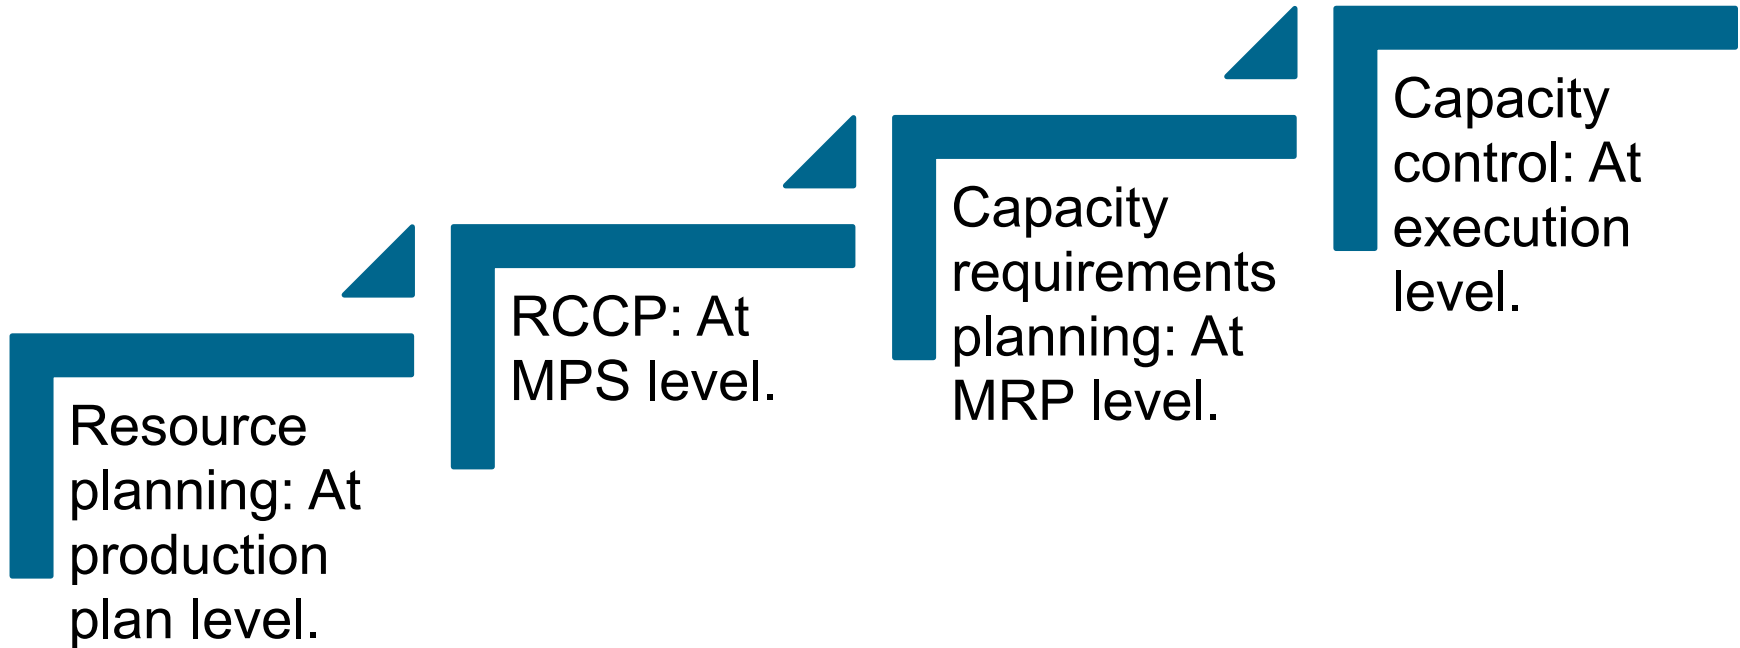 Resource
planning: At
production
plan level.
RCCP: At
MPS level.
Capacity
requirements
planning: At
MRP level.
Capacity
control: At
execution
level.